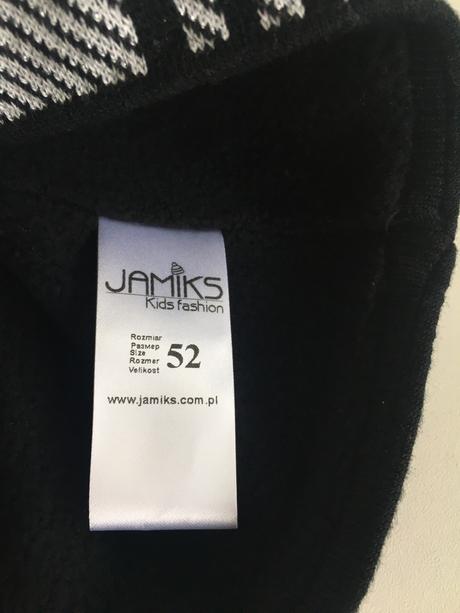 JAMIKS
Kids fashion
Rozmiar
Размер
Size
Rozmer
Velikost
52
www.jamiks.com.pl